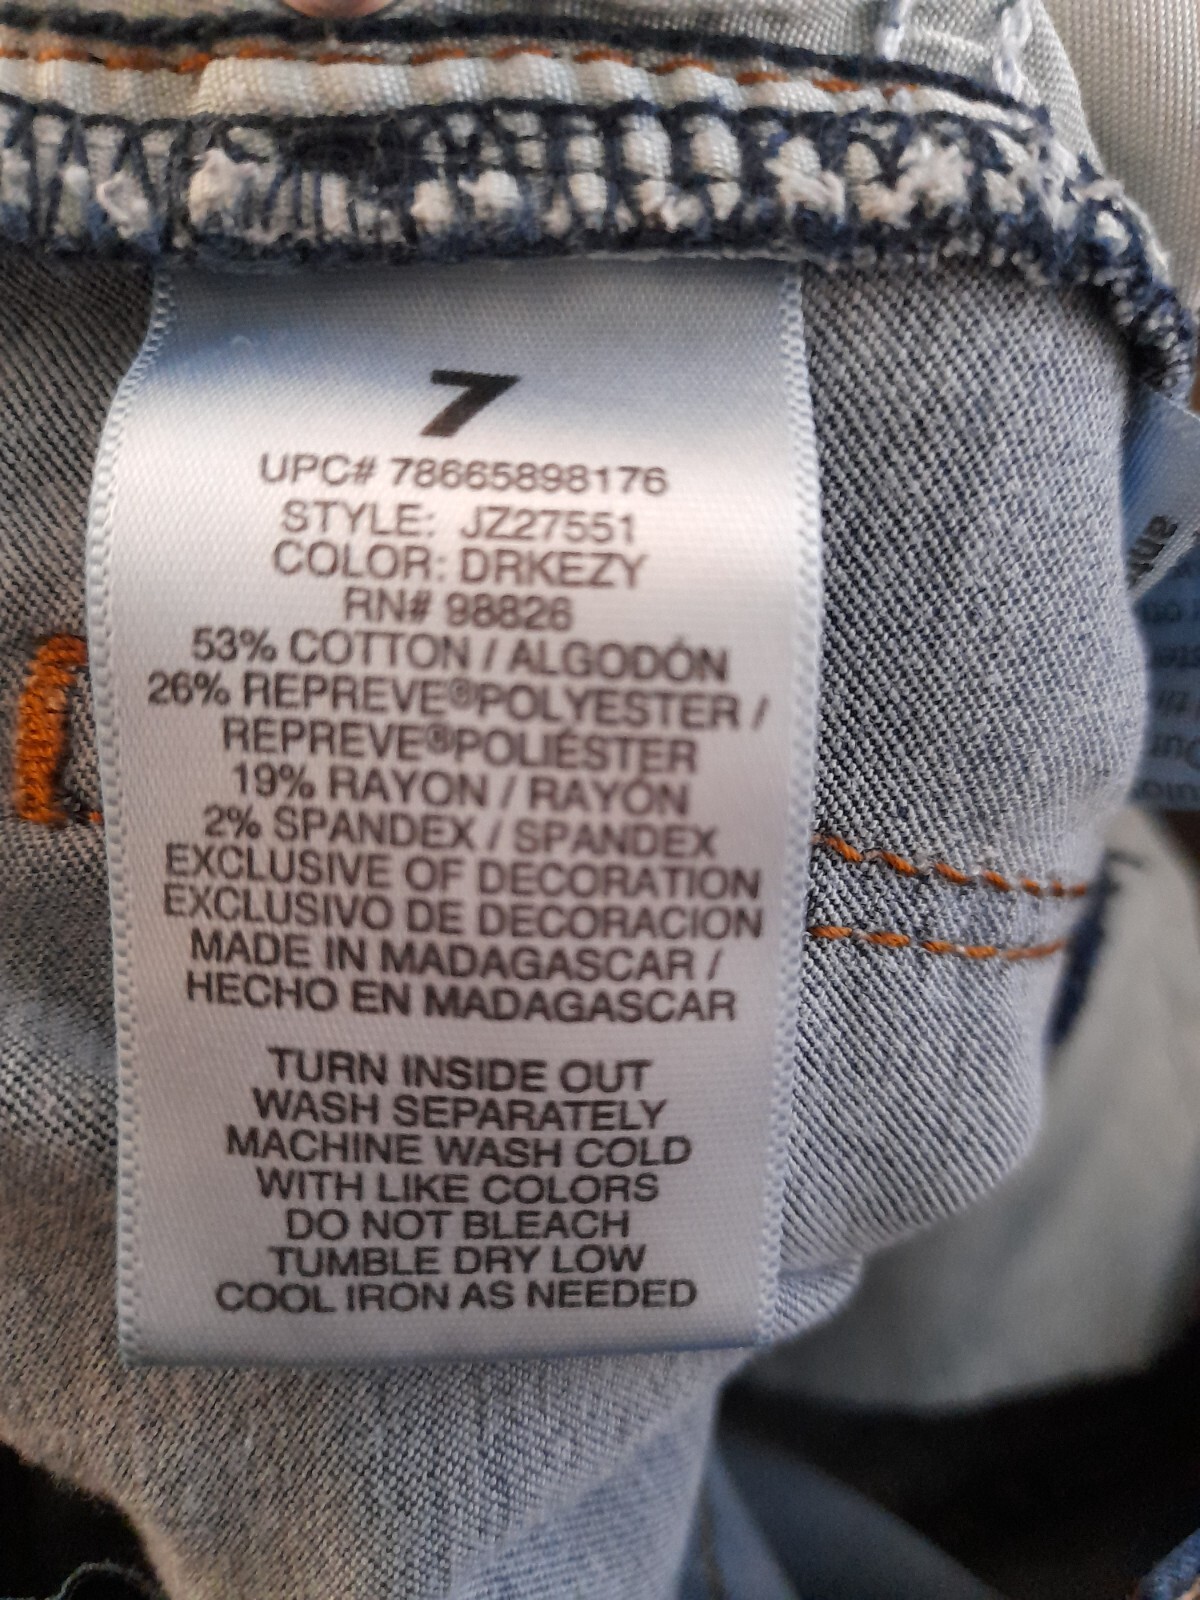 7
UPC# 78665898176
STYLE: JZ27551
COLOR: DRKEZY
RN# 98826
53% COTTON / ALGODÓN
26% REPREVE®POLYESTER /
REPREVE®POLIÉSTER
19% RAYON / RAYÓN
2% SPANDEX / SPANDEX
EXCLUSIVE OF DECORATION
EXCLUSIVO DE DECORACION
MADE IN MADAGASCAR /
HECHO EN MADAGASCAR
TURN INSIDE OUT
WASH SEPARATELY
MACHINE WASH COLD
WITH LIKE COLORS
DO NOT BLEACH
TUMBLE DRY LOW
COOL IRON AS NEEDED